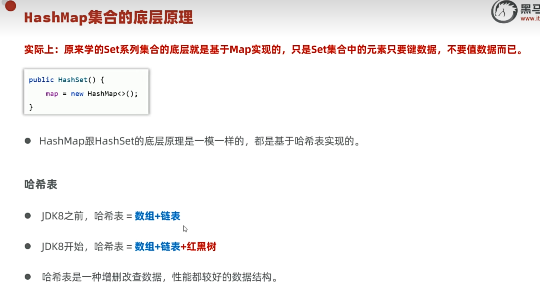 HashMap集合的底层原理
黑马
www.it
实际上：原来学的Set系列集合的底层就是基于Map实现的，只是Set集合中的元素只要键数据，不要值数据而已。
public HashSet() {
map = new HashMap<>();
}
● HashMap跟HashSet的底层原理是一模一样的，都是基于哈希表实现的。
哈希表
● JDK8之前，哈希表 = 数组+链表
● JDK8开始，哈希表 = 数组+链表+红黑树
● 哈希表是一种增删改查数据，性能都较好的数据结构。